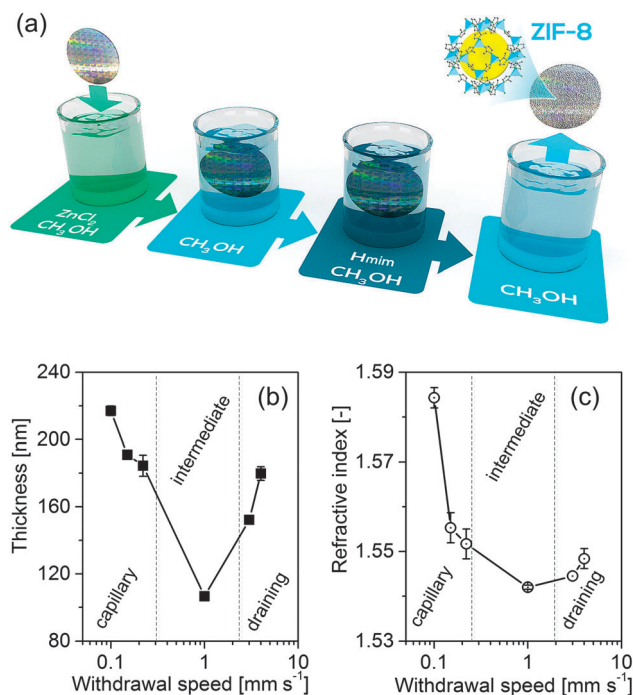 (a)
ZIF-8
ZnCl₂
CH₃OH
CH₃OH
Hmim
CH₃OH
CH₃OH
(b)
240
200
160
120
80
Thickness [nm]
capillary
intermediate
draining
0.1
1
10
Withdrawal speed [mm s⁻¹]
(c)
1.59
1.57
1.55
1.53
Refractive index [-]
capillary
intermediate
draining
0.1
1
10
Withdrawal speed [mm s⁻¹]